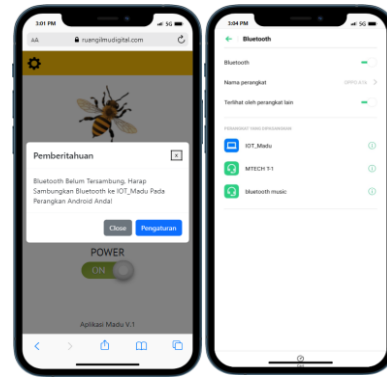 3:01 PM
5G
AA ruangilmudigital.com
Pemberitahuan
x
Bluetooth Belum Tersambung. Harap
Sambungkan Bluetooth ke IOT_Madu Pada
Perangkan Android Anda!
Close Pengaturan
POWER
ON
Aplikasi Madu V.1
3:04 PM
5G
Bluetooth
Bluetooth
Nama perangkat
Terlihat oleh perangkat lain
IOT_Madu
MTECH T-1
bluetooth music